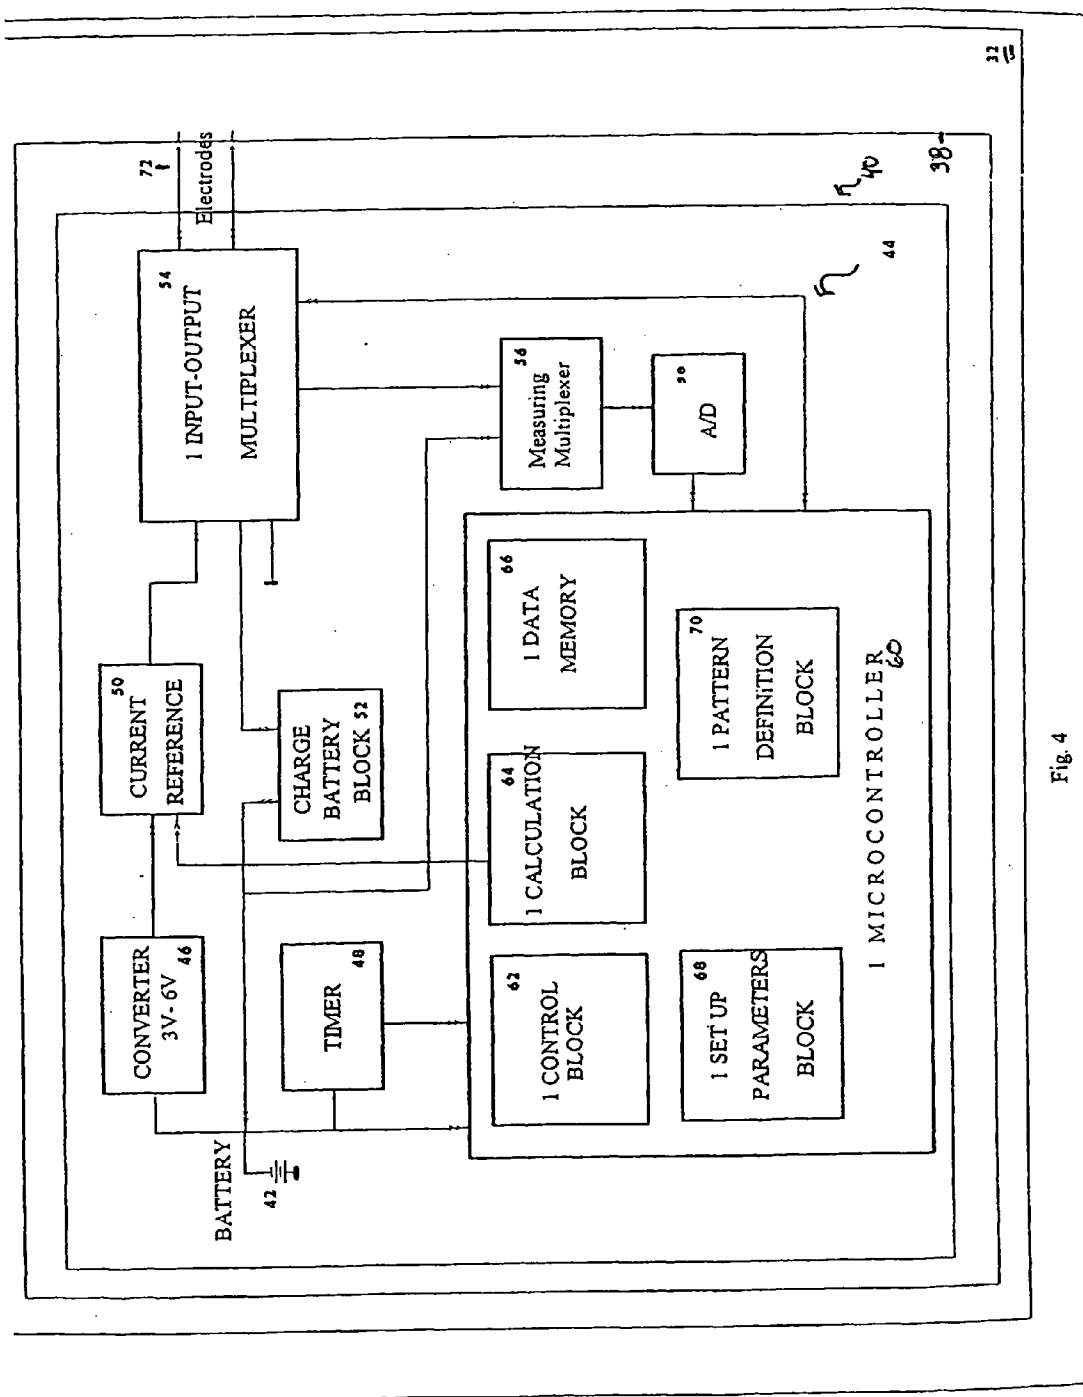 32
38
40
44
72
Electrodes
54
1 INPUT-OUTPUT
MULTIPLEXER
50
CURRENT
REFERENCE
CONVERTER
3V- 6V
46
CHARGE
BATTERY
BLOCK 52
TIMER
48
BATTERY
42
56
Measuring
Multiplexer
A/D
62
1 CONTROL
BLOCK
64
1 CALCULATION
BLOCK
66
1 DATA
MEMORY
68
1 SET UP
PARAMETERS
BLOCK
70
1 PATTERN
DEFINITION
BLOCK
1 MICROCONTROLLER
60
Fig. 4